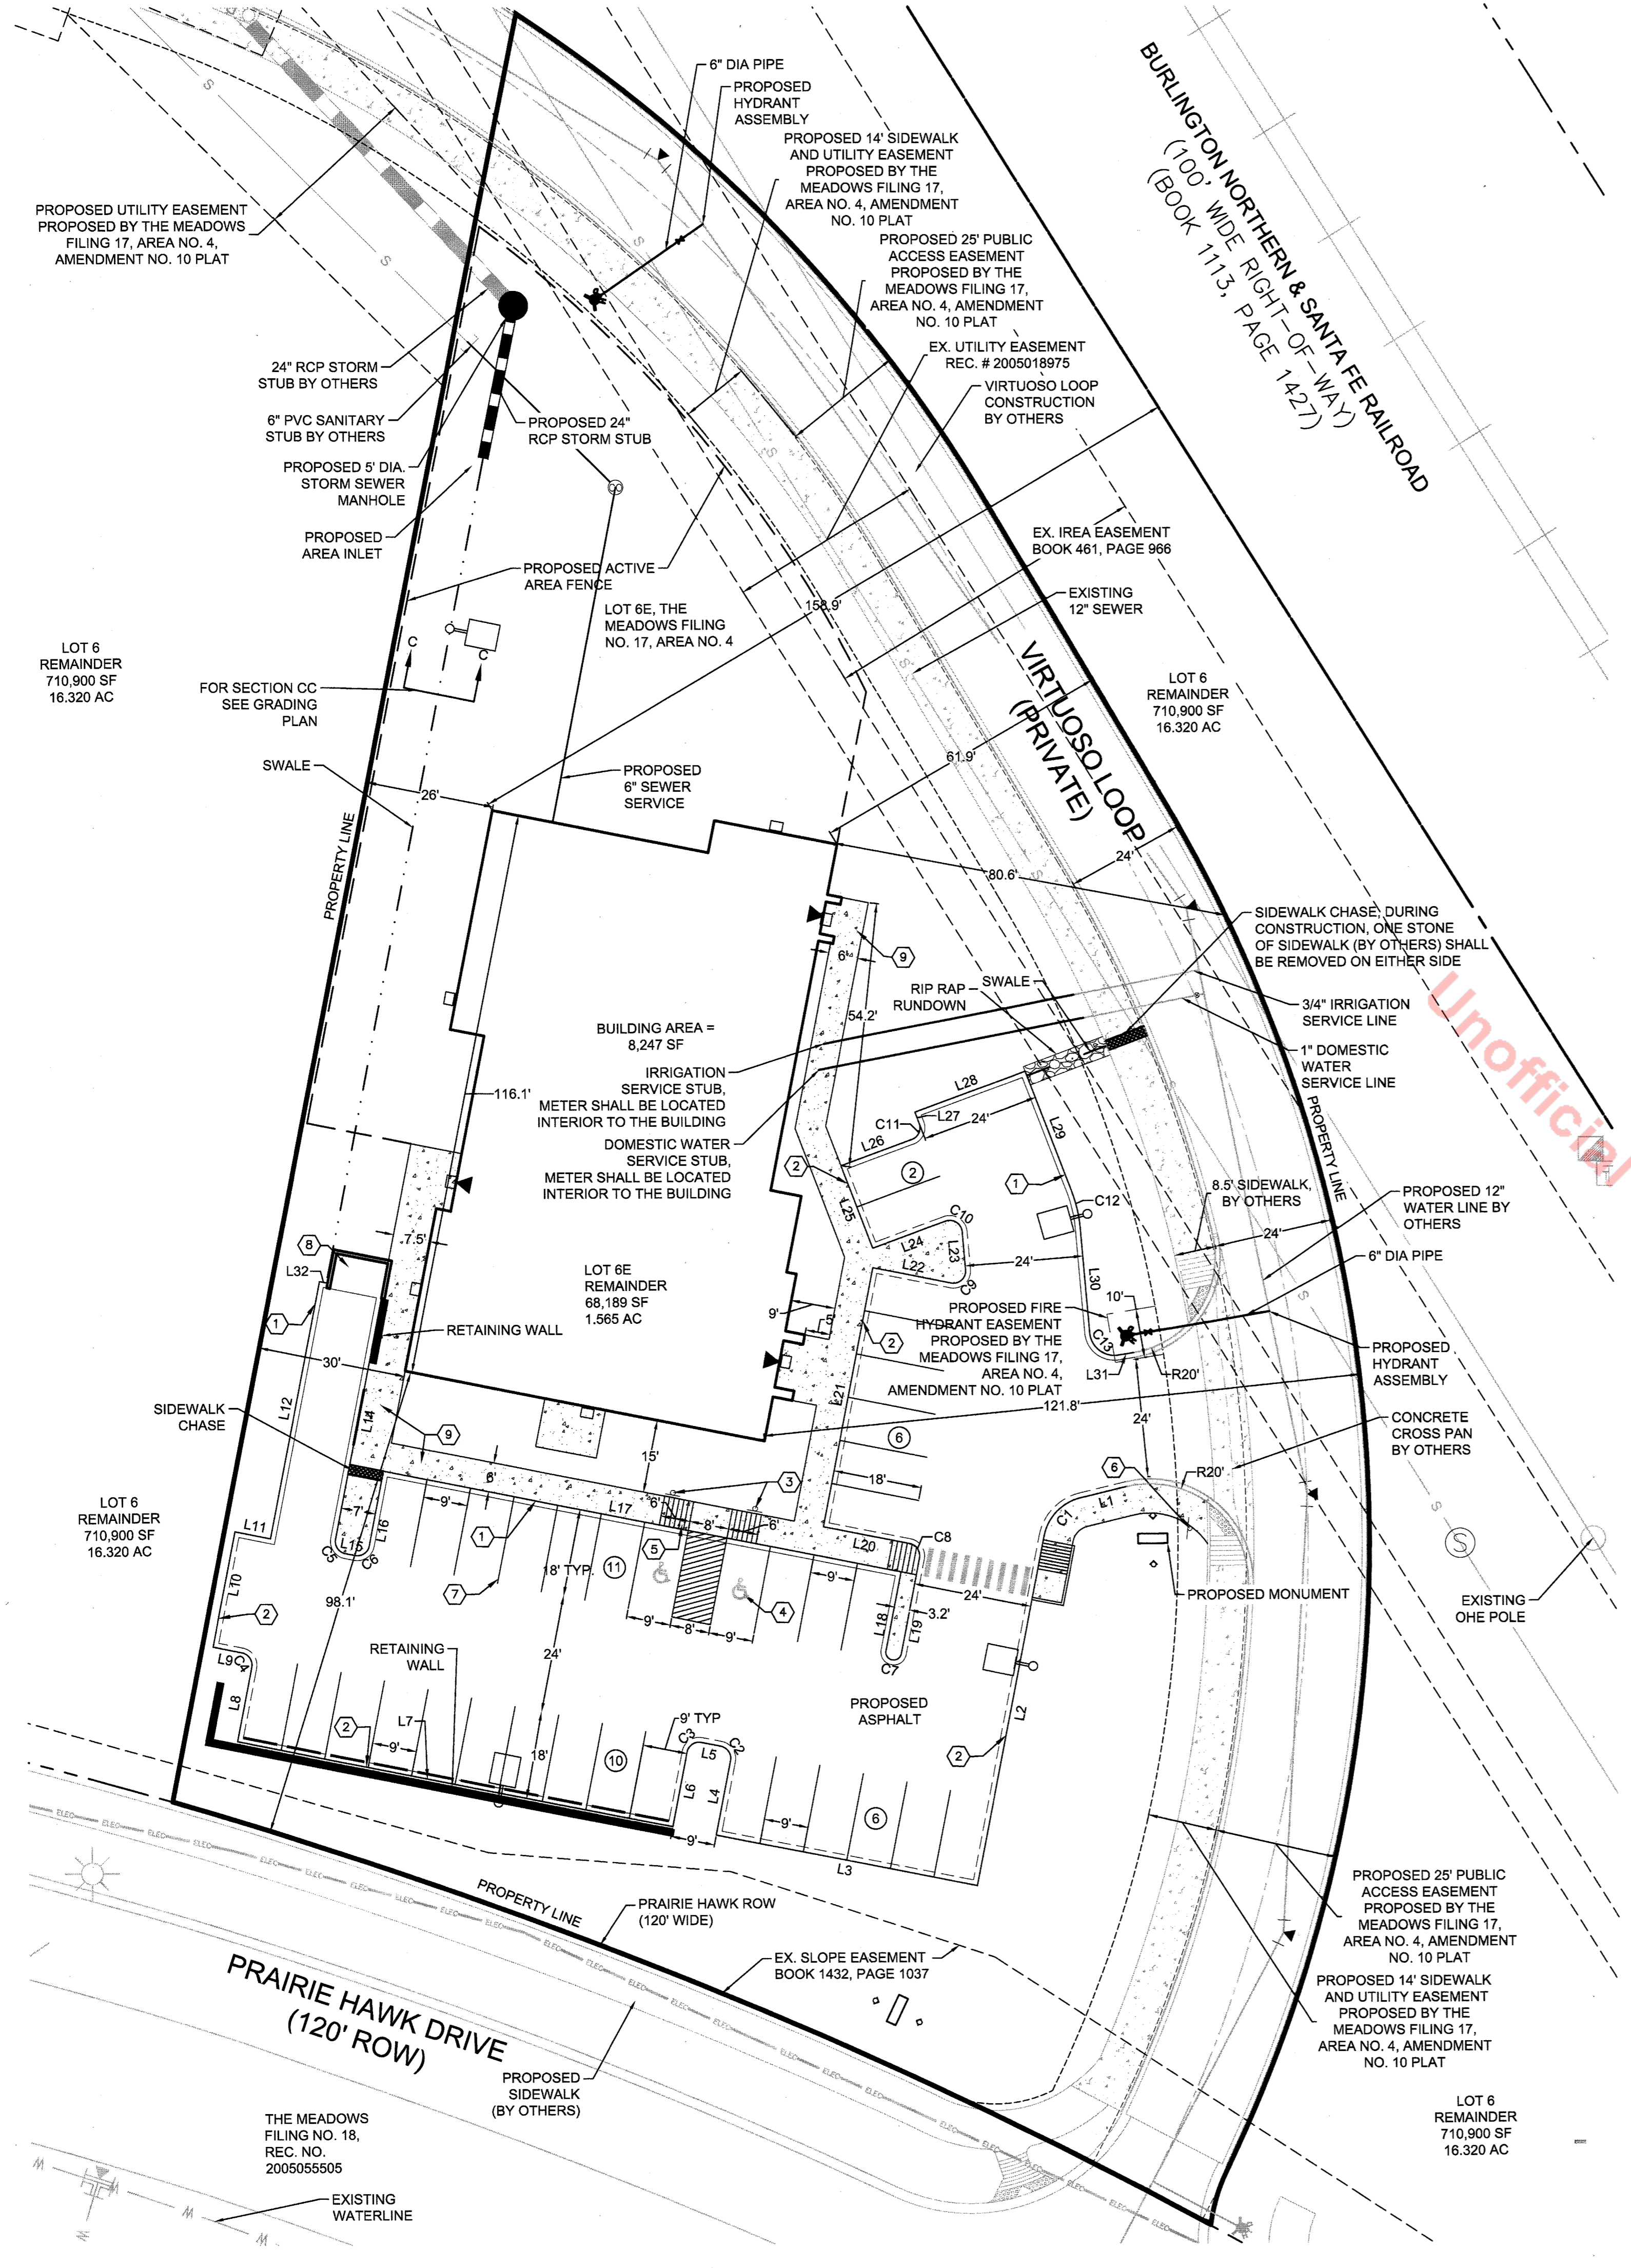 6" DIA PIPE
PROPOSED
HYDRANT
ASSEMBLY
PROPOSED 14' SIDEWALK
AND UTILITY EASEMENT
PROPOSED BY THE
MEADOWS FILING 17,
AREA NO. 4, AMENDMENT
NO. 10 PLAT
BURLINGTON NORTHERN & SANTA FE RAILROAD
(100' WIDE RIGHT-OF-WAY)
(BOOK 1113, PAGE 1427)
PROPOSED UTILITY EASEMENT
PROPOSED BY THE MEADOWS
FILING 17, AREA NO. 4,
AMENDMENT NO. 10 PLAT
PROPOSED 25' PUBLIC
ACCESS EASEMENT
PROPOSED BY THE
MEADOWS FILING 17,
AREA NO. 4, AMENDMENT
NO. 10 PLAT
EX. UTILITY EASEMENT
REC. # 2005018975
VIRTUOSO LOOP
CONSTRUCTION
BY OTHERS
24" RCP STORM
STUB BY OTHERS
6" PVC SANITARY
STUB BY OTHERS
PROPOSED 24"
RCP STORM STUB
PROPOSED 5' DIA.
STORM SEWER
MANHOLE
PROPOSED
AREA INLET
PROPOSED ACTIVE
AREA FENCE
EX. IREA EASEMENT
BOOK 461, PAGE 966
EXISTING
12" SEWER
158.9'
LOT 6E, THE
MEADOWS FILING
NO. 17, AREA NO. 4
LOT 6
REMAINDER
710,900 SF
16.320 AC
C
C
FOR SECTION CC
SEE GRADING
PLAN
VIRTUOSO LOOP
(PRIVATE)
LOT 6
REMAINDER
710,900 SF
16.320 AC
SWALE
26'
PROPOSED
6" SEWER
SERVICE
61.9'
PROPERTY LINE
24'
80.6'
SIDEWALK CHASE; DURING
CONSTRUCTION, ONE STONE
OF SIDEWALK (BY OTHERS) SHALL
BE REMOVED ON EITHER SIDE
9
6'
SWALE
RIP RAP
RUNDOWN
3/4" IRRIGATION
SERVICE LINE
Unofficial
54.2'
BUILDING AREA =
8,247 SF
1" DOMESTIC
WATER
SERVICE LINE
116.1'
IRRIGATION
SERVICE STUB,
METER SHALL BE LOCATED
INTERIOR TO THE BUILDING
DOMESTIC WATER
SERVICE STUB,
METER SHALL BE LOCATED
INTERIOR TO THE BUILDING
L28
L27
C11
24'
L26
L29
PROPERTY LINE
2
2
1
C12
L25
C10
L24
L23
L22
C9
24'
L30
8.5' SIDEWALK,
BY OTHERS
24'
PROPOSED 12"
WATER LINE BY
OTHERS
6" DIA PIPE
7.5'
8
L32
LOT 6E
REMAINDER
68,189 SF
1.565 AC
1
RETAINING WALL
9'
5'
2
PROPOSED FIRE
HYDRANT EASEMENT
PROPOSED BY THE
MEADOWS FILING 17,
AREA NO. 4,
AMENDMENT NO. 10 PLAT
10'
C13
L31
R20'
PROPOSED
HYDRANT
ASSEMBLY
30'
L21
121.8'
SIDEWALK
CHASE
L12
L14
9
6
24'
CONCRETE
CROSS PAN
BY OTHERS
15'
6'
3
18'
6
R20'
LOT 6
REMAINDER
710,900 SF
16.320 AC
L11
7'
L16
L15
C5
C6
9'
1
L17
6'
8'
6'
5
L20
C8
C1
L1
S
L10
2
98.1'
7
18' TYP.
11
4
9'
24'
3.2'
PROPOSED MONUMENT
EXISTING
OHE POLE
9'
8'
9'
L18
L19
C7
L9
C4
L8
RETAINING
WALL
24'
PROPOSED
ASPHALT
L2
2
L7
9'
18'
10
9' TYP
C3
C2
L5
L6
L4
9'
9'
6
2
L3
PROPOSED 25' PUBLIC
ACCESS EASEMENT
PROPOSED BY THE
MEADOWS FILING 17,
AREA NO. 4, AMENDMENT
NO. 10 PLAT
PROPERTY LINE
PRAIRIE HAWK ROW
(120' WIDE)
EX. SLOPE EASEMENT
BOOK 1432, PAGE 1037
PROPOSED 14' SIDEWALK
AND UTILITY EASEMENT
PROPOSED BY THE
MEADOWS FILING 17,
AREA NO. 4, AMENDMENT
NO. 10 PLAT
PRAIRIE HAWK DRIVE
(120' ROW)
PROPOSED
SIDEWALK
(BY OTHERS)
LOT 6
REMAINDER
710,900 SF
16.320 AC
THE MEADOWS
FILING NO. 18,
REC. NO.
2005055505
EXISTING
WATERLINE